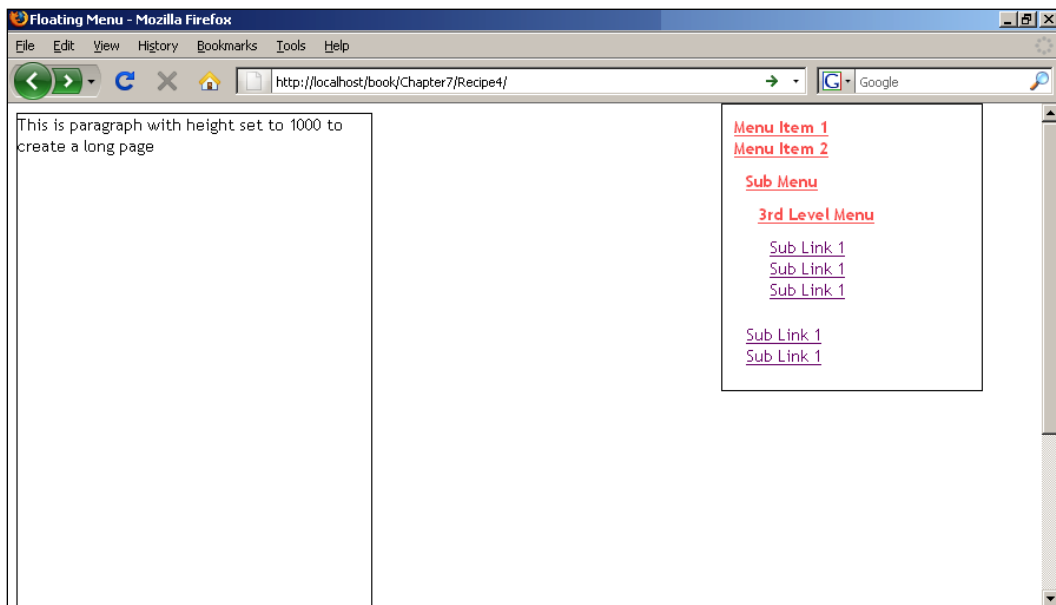 Floating Menu - Mozilla Firefox
File Edit View History Bookmarks Tools Help
http://localhost/book/Chapter7/Recipe4/
G Google
This is paragraph with height set to 1000 to
create a long page
Menu Item 1
Menu Item 2
Sub Menu
3rd Level Menu
Sub Link 1
Sub Link 1
Sub Link 1
Sub Link 1
Sub Link 1